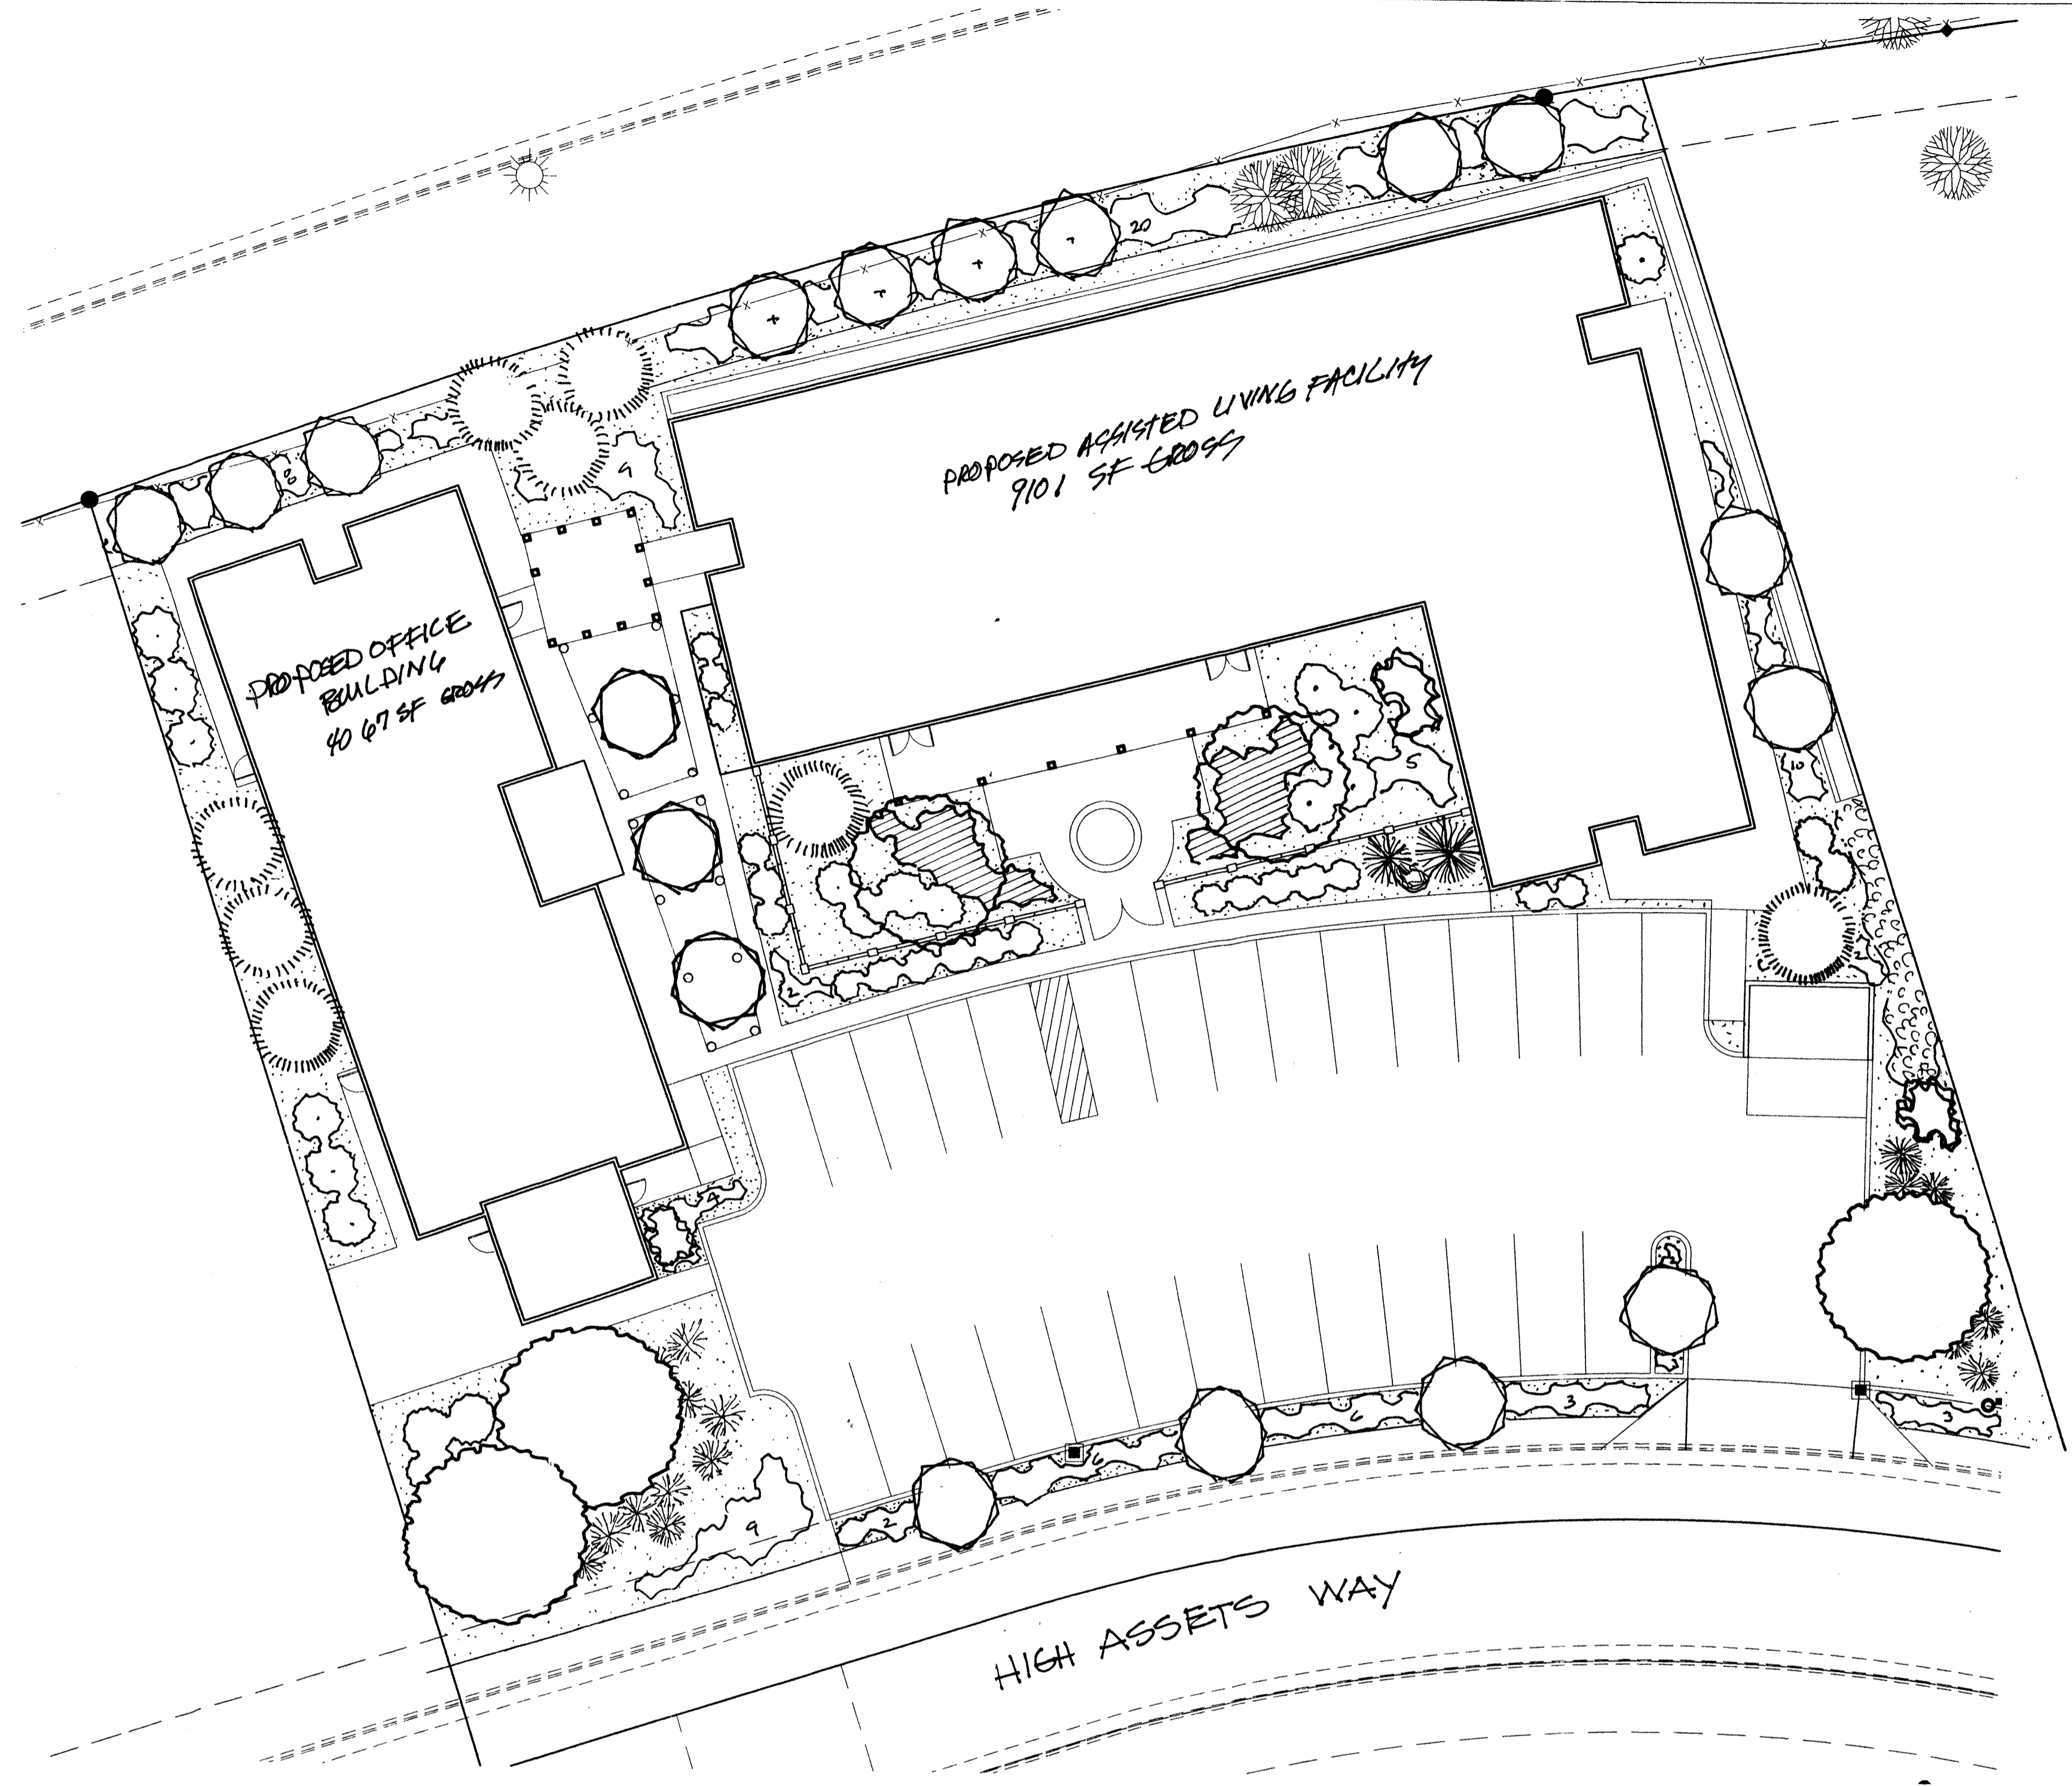 20
PROPOSED ASSISTED LIVING FACILITY
9101 SF GROSS
8
9
PROPOSED OFFICE
BUILDING
4067 SF GROSS
5
10
2
2
4
3
6
3
6
2
9
HIGH ASSETS WAY